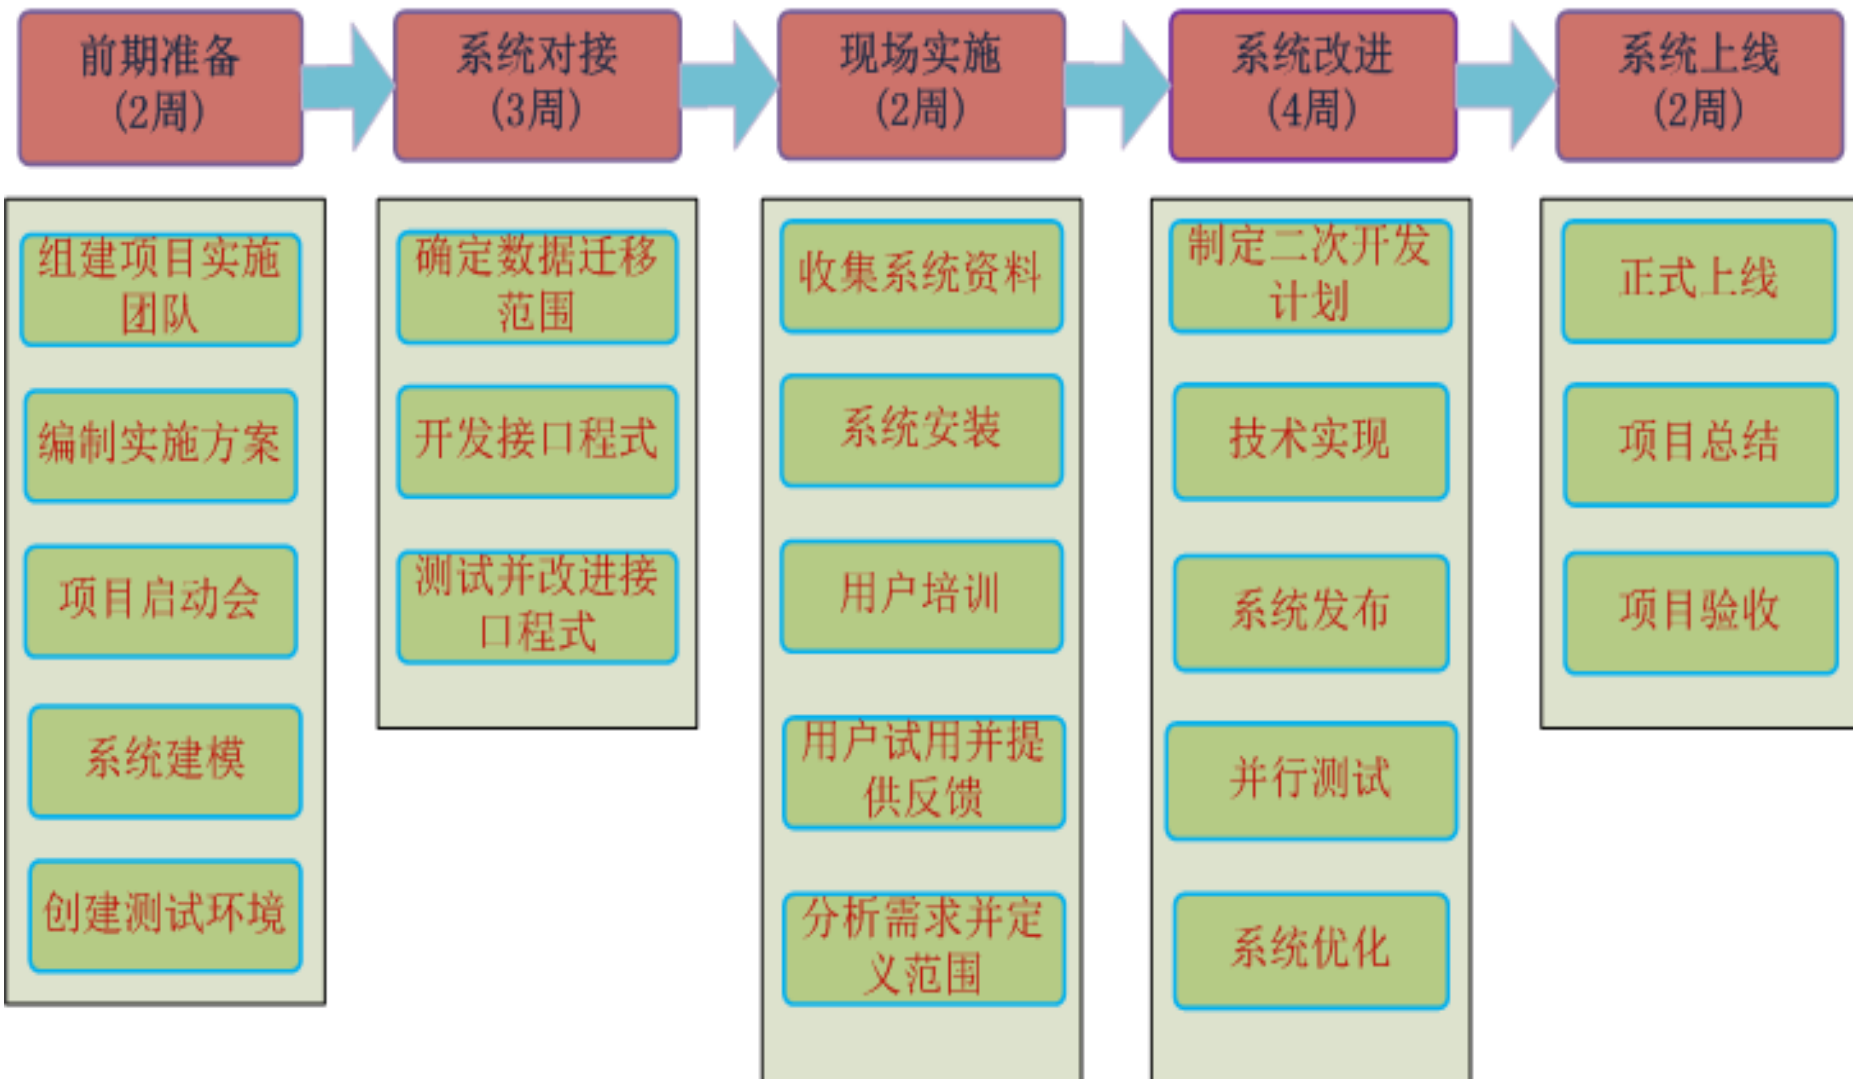 前期准备
(2周)
系统对接
(3周)
现场实施
(2周)
系统改进
(4周)
系统上线
(2周)
组建项目实施
团队
编制实施方案
项目启动会
系统建模
创建测试环境
确定数据迁移
范围
开发接口程式
测试并改进接
口程式
收集系统资料
系统安装
用户培训
用户试用并提
供反馈
分析需求并定
义范围
制定二次开发
计划
技术实现
系统发布
并行测试
系统优化
正式上线
项目总结
项目验收